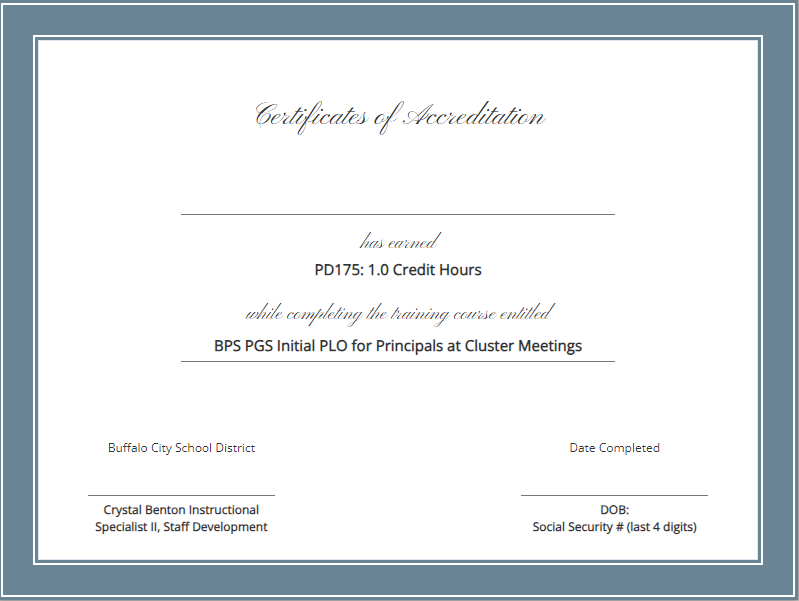 Certificates of Accreditation
has earned
PD175: 1.0 Credit Hours
while completing the training course entitled
BPS PGS Initial PLO for Principals at Cluster Meetings
Buffalo City School District
Date Completed
Crystal Benton Instructional
Specialist II, Staff Development
DOB:
Social Security # (last 4 digits)